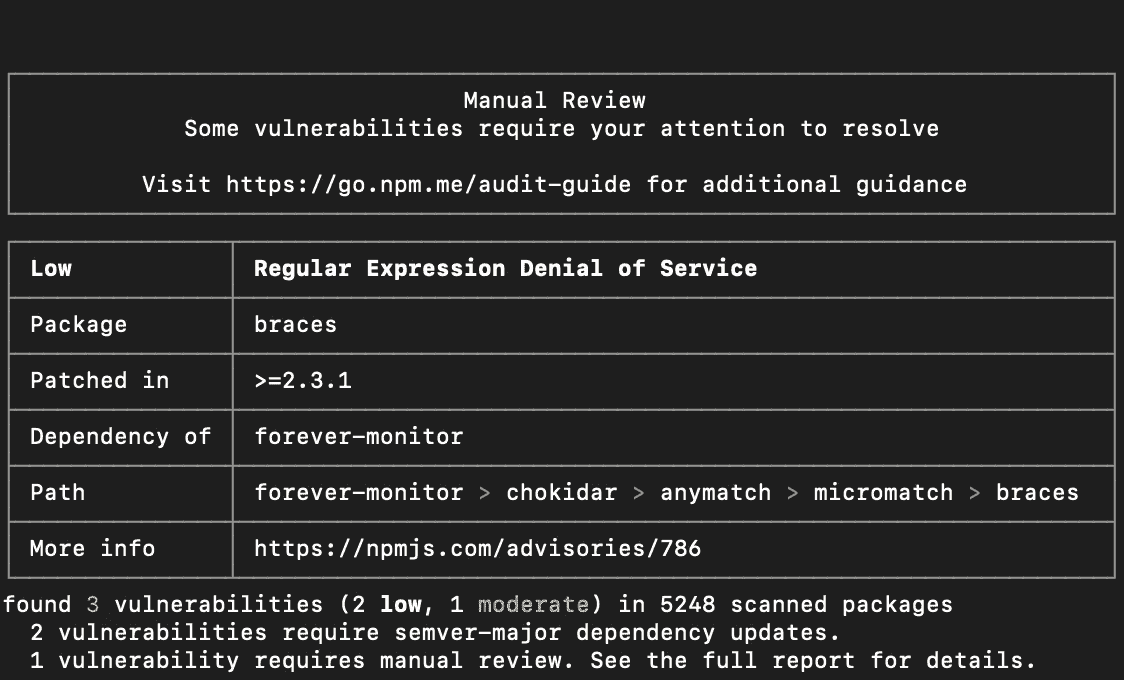 Manual Review
Some vulnerabilities require your attention to resolve
Visit https://go.npm.me/audit-guide for additional guidance
Low Regular Expression Denial of Service
Package braces
Patched in >=2.3.1
Dependency of forever-monitor
Path forever-monitor > chokidar > anymatch > micromatch > braces
More info https://npmjs.com/advisories/786
found 3 vulnerabilities (2 low, 1 moderate) in 5248 scanned packages
2 vulnerabilities require semver-major dependency updates.
1 vulnerability requires manual review. See the full report for details.